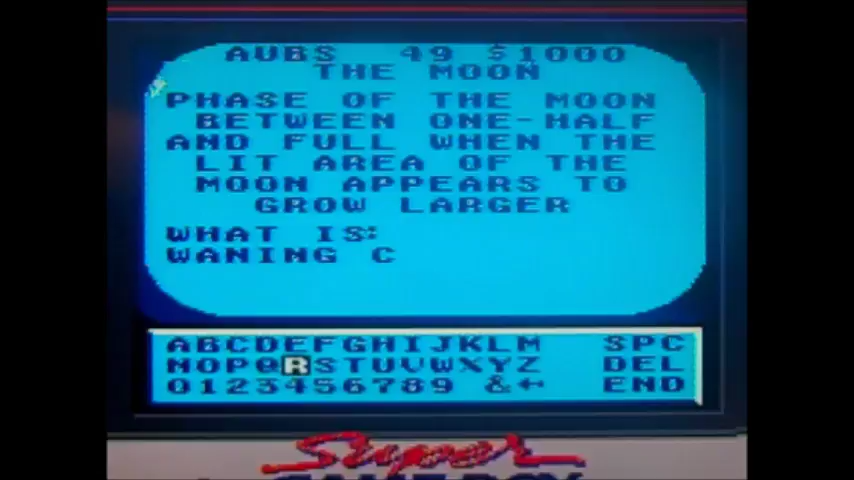 AUBS 49 $1000
THE MOON
PHASE OF THE MOON
BETWEEN ONE-HALF
AND FULL WHEN THE
LIT AREA OF THE
MOON APPEARS TO
GROW LARGER
WHAT IS:
WANING C
ABCDEFGHIJKLM SPC
NOPQRSTUVWXYZ DEL
0123456789 &← END
Super
GAME BOY